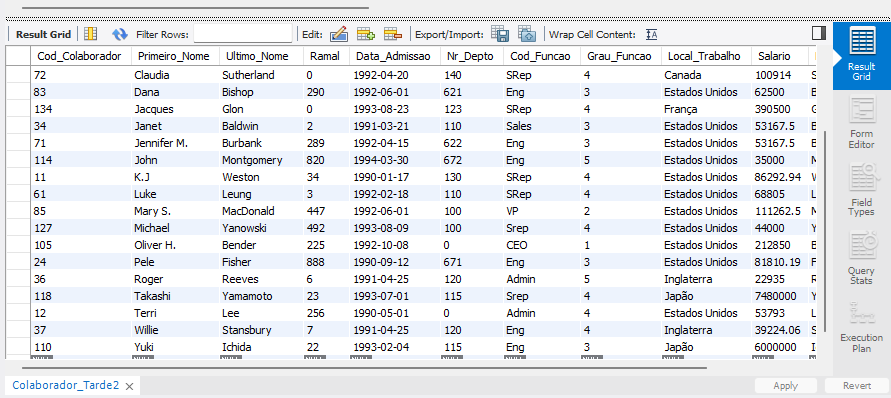 Result Grid Filter Rows: Edit: Export/Import: Wrap Cell Content: IA
Cod_Colaborador Primeiro_Nome Ultimo_Nome Ramal Data_Admissao Nr_Depto Cod_Funcao Grau_Funcao Local_Trabalho Salario
72 Claudia Sutherland 0 1992-04-20 140 SRep 4 Canada 100914 S
83 Dana Bishop 290 1992-06-01 621 Eng 3 Estados Unidos 62500 B
134 Jacques Glon 0 1993-08-23 123 SRep 4 França 390500 G
34 Janet Baldwin 2 1991-03-21 110 Sales 3 Estados Unidos 53167.5 B
71 Jennifer M. Burbank 289 1992-04-15 622 Eng 3 Estados Unidos 53167.5 B
114 John Montgomery 820 1994-03-30 672 Eng 5 Estados Unidos 35000 M
11 K.J Weston 34 1990-01-17 130 SRep 4 Estados Unidos 86292.94 W
61 Luke Leung 3 1992-02-18 110 SRep 4 Estados Unidos 68805 L
85 Mary S. MacDonald 447 1992-06-01 100 VP 2 Estados Unidos 111262.5 M
127 Michael Yanowski 492 1993-08-09 100 Srep 4 Estados Unidos 44000 Y
105 Oliver H. Bender 225 1992-10-08 0 CEO 1 Estados Unidos 212850 B
24 Pele Fisher 888 1990-09-12 671 Eng 3 Estados Unidos 81810.19 F
36 Roger Reeves 6 1991-04-25 120 Admin 5 Inglaterra 22935 R
118 Takashi Yamamoto 23 1993-07-01 115 Srep 4 Japão 7480000 Y
12 Terri Lee 256 1990-05-01 0 Admin 4 Estados Unidos 53793 L
37 Willie Stansbury 7 1991-04-25 120 Eng 4 Inglaterra 39224.06 S
110 Yuki Ichida 22 1993-02-04 115 Eng 3 Japão 6000000 I
Result
Grid
Form
Editor
Field
Types
Query
Stats
Execution
Plan
Colaborador_Tarde2 Apply Revert